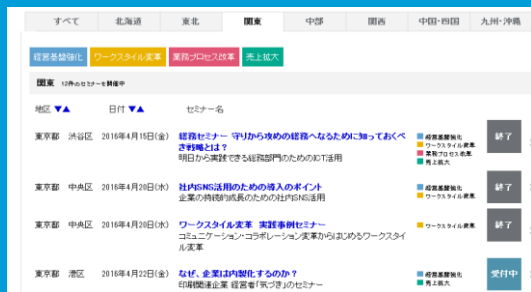 すべて 北海道 東北 関東 中部 関西 中国・四国 九州・沖縄
経営基盤強化 ワークスタイル変革 業務プロセス改革 売上拡大
関東 12件のセミナーを開催中
地区 ▼▲ 日付 ▼▲ セミナー名
東京都 渋谷区 2016年4月15日(金) 総務セミナー 守りから攻めの総務へなるために知っておくべ
き戦略とは？
明日から実践できる総務部門のためのICT活用
経営基盤強化
ワークスタイル変革
業務プロセス改革
売上拡大
終了
東京都 中央区 2016年4月20日(水) 社内SNS活用のための導入のポイント
企業の持続的成長のための社内SNS活用
経営基盤強化
ワークスタイル変革
終了
東京都 中央区 2016年4月20日(水) ワークスタイル変革 実践事例セミナー
コミュニケーション・コラボレーション変革からはじめるワークスタイ
ル変革
ワークスタイル変革
終了
東京都 港区 2016年4月22日(金) なぜ、企業は内製化するのか？
印刷関連企業 経営者「気づき」のセミナー
経営基盤強化
売上拡大
受付中